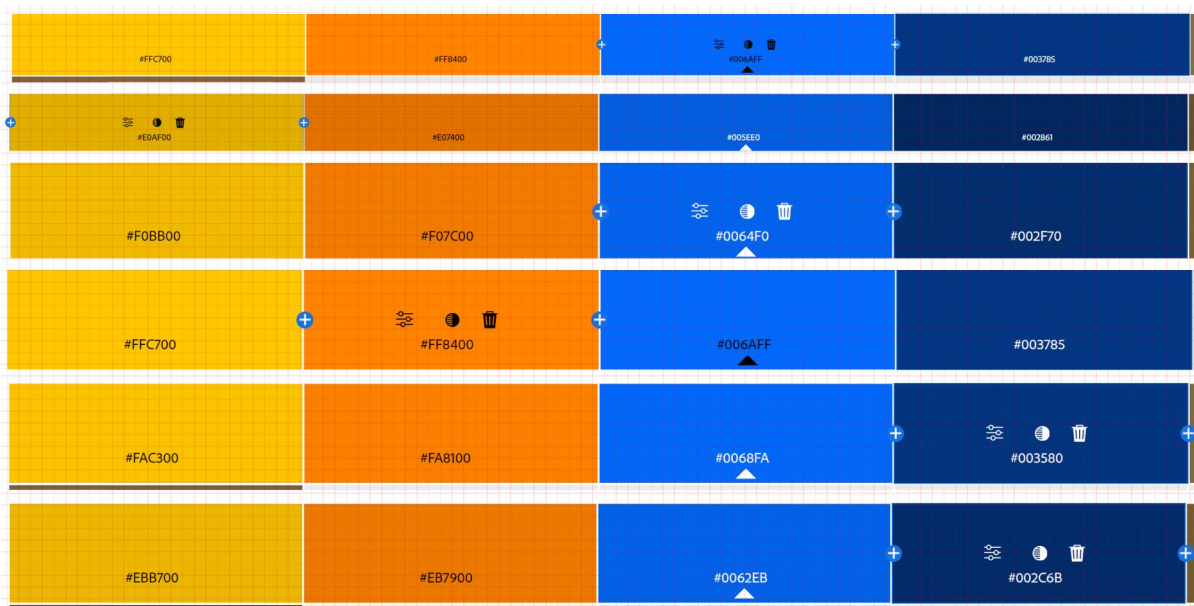 #FFC700 #FF8400 #006AFF #003785
#E0AF00 #E07400 #005EE0 #002861
#F0BB00 #F07C00 #0064F0 #002F70
#FFC700 #FF8400 #006AFF #003785
#FAC300 #FA8100 #0068FA #003580
#EBB700 #EB7900 #0062EB #002C6B